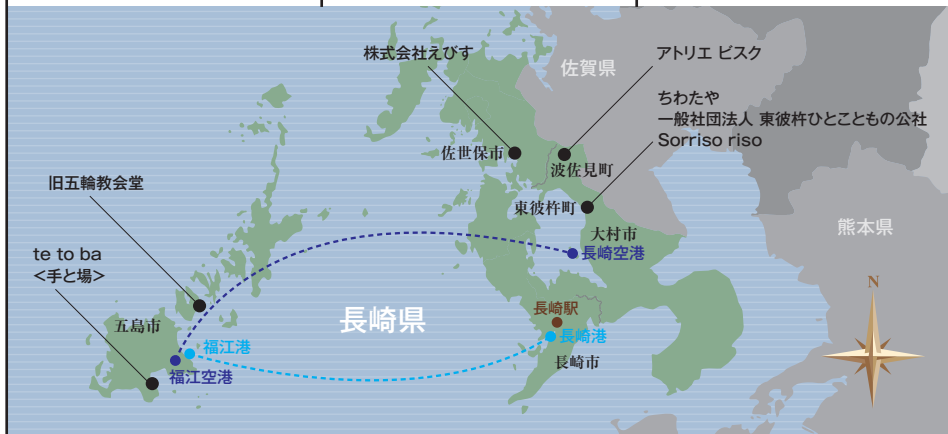 株式会社えびす
佐賀県
アトリエ ビスク
ちわたや
一般社団法人 東彼杵ひとこともの公社
Sorriso riso
佐世保市
波佐見町
旧五輪教会堂
東彼杵町
大村市
長崎空港
熊本県
te to ba
<手と場>
N
長崎駅
長崎県
五島市
福江港
長崎港
長崎市
福江空港